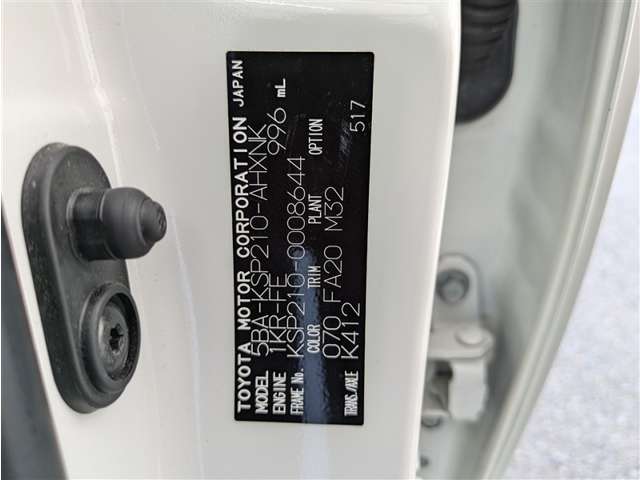 TOYOTA MOTOR CORPORATION JAPAN
MODEL 5BA-KSP210-AHXNK
ENGINE 1KR-FE 996 mL
FRAME No. KSP210-0008644
COLOR TRIM PLANT OPTION
070 FA20 M32 517
TRANS./AXLE K412